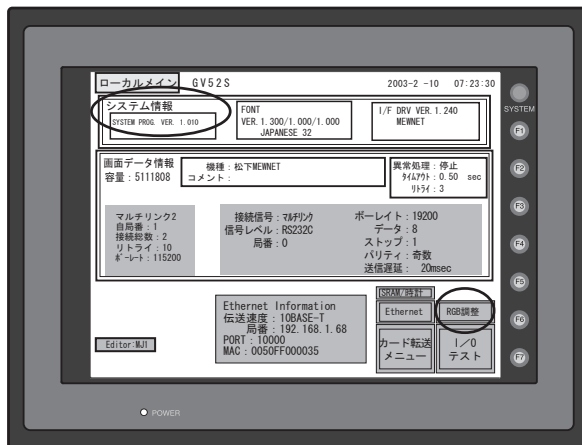 ローカルメイン GV52S 2003-2-10 07:23:30
システム情報
SYSTEM PROG. VER. 1.010
FONT
VER.1.300/1.000/1.000
JAPANESE 32
I/F DRV VER.1.240
MEWNET
画面データ情報
容量：5111808
機種：松下MEWNET
コメント：
異常処理：停止
タイムアウト：0.50 sec
リトライ：3
マルチリンク2
自局番：1
接続総数：2
リトライ：10
ボーレート：115200
接続信号：マルチリンク
信号レベル：RS232C
局番：0
ボーレイト：19200
データ：8
ストップ：1
パリティ：奇数
送信遅延： 20msec
Ethernet Information
伝送速度：10BASE-T
局番：192.168.1.68
PORT：10000
MAC：0050FF000035
SRAM/時計
Ethernet
RGB調整
カード転送
メニュー
I/O
テスト
Editor:MJ1
SYSTEM
F1
F2
F3
F4
F5
F6
F7
POWER